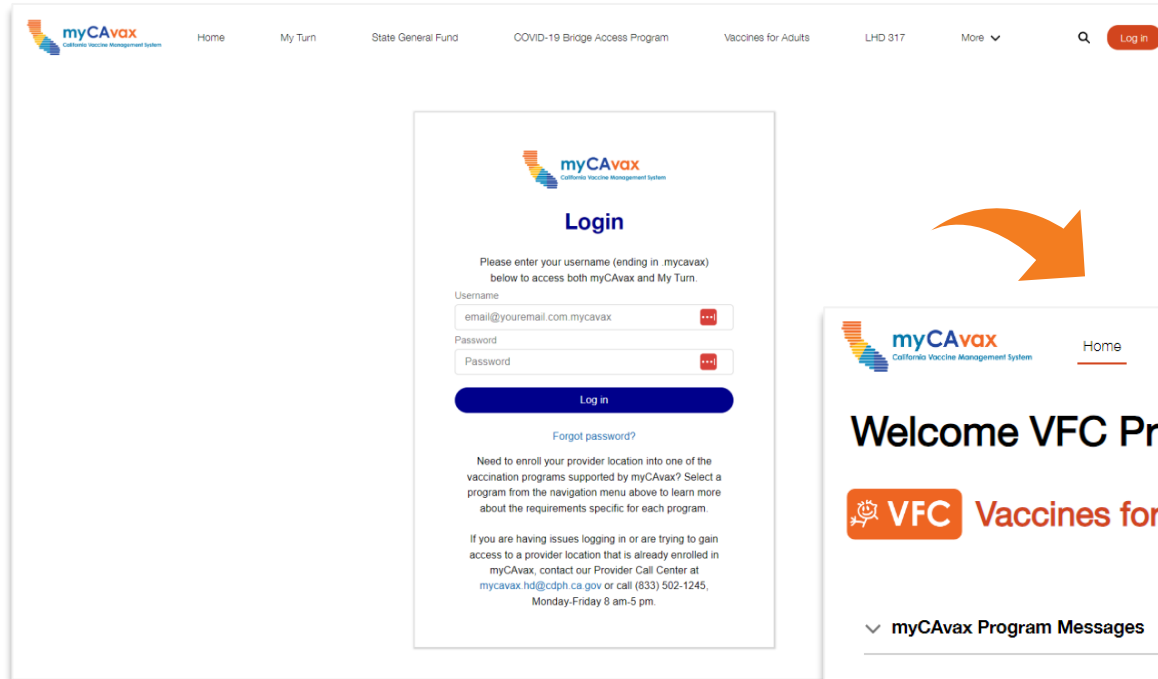 myCAvax
California Vaccine Management System
Home My Turn State General Fund COVID-19 Bridge Access Program Vaccines for Adults LHD 317 More Log in
myCAvax
California Vaccine Management System
Login
Please enter your username (ending in .mycavax)
below to access both myCAvax and My Turn.
Username
email@youremail.com.mycavax
Password
Password
Log in
Forgot password?
Need to enroll your provider location into one of the
vaccination programs supported by myCAvax? Select a
program from the navigation menu above to learn more
about the requirements specific for each program.
If you are having issues logging in or are trying to gain
access to a provider location that is already enrolled in
myCAvax, contact our Provider Call Center at
mycavax.hd@cdph.ca.gov or call (833) 502-1245,
Monday-Friday 8 am-5 pm.
myCAvax
California Vaccine Management System
Home
Welcome VFC Pr
VFC Vaccines for
myCAvax Program Messages